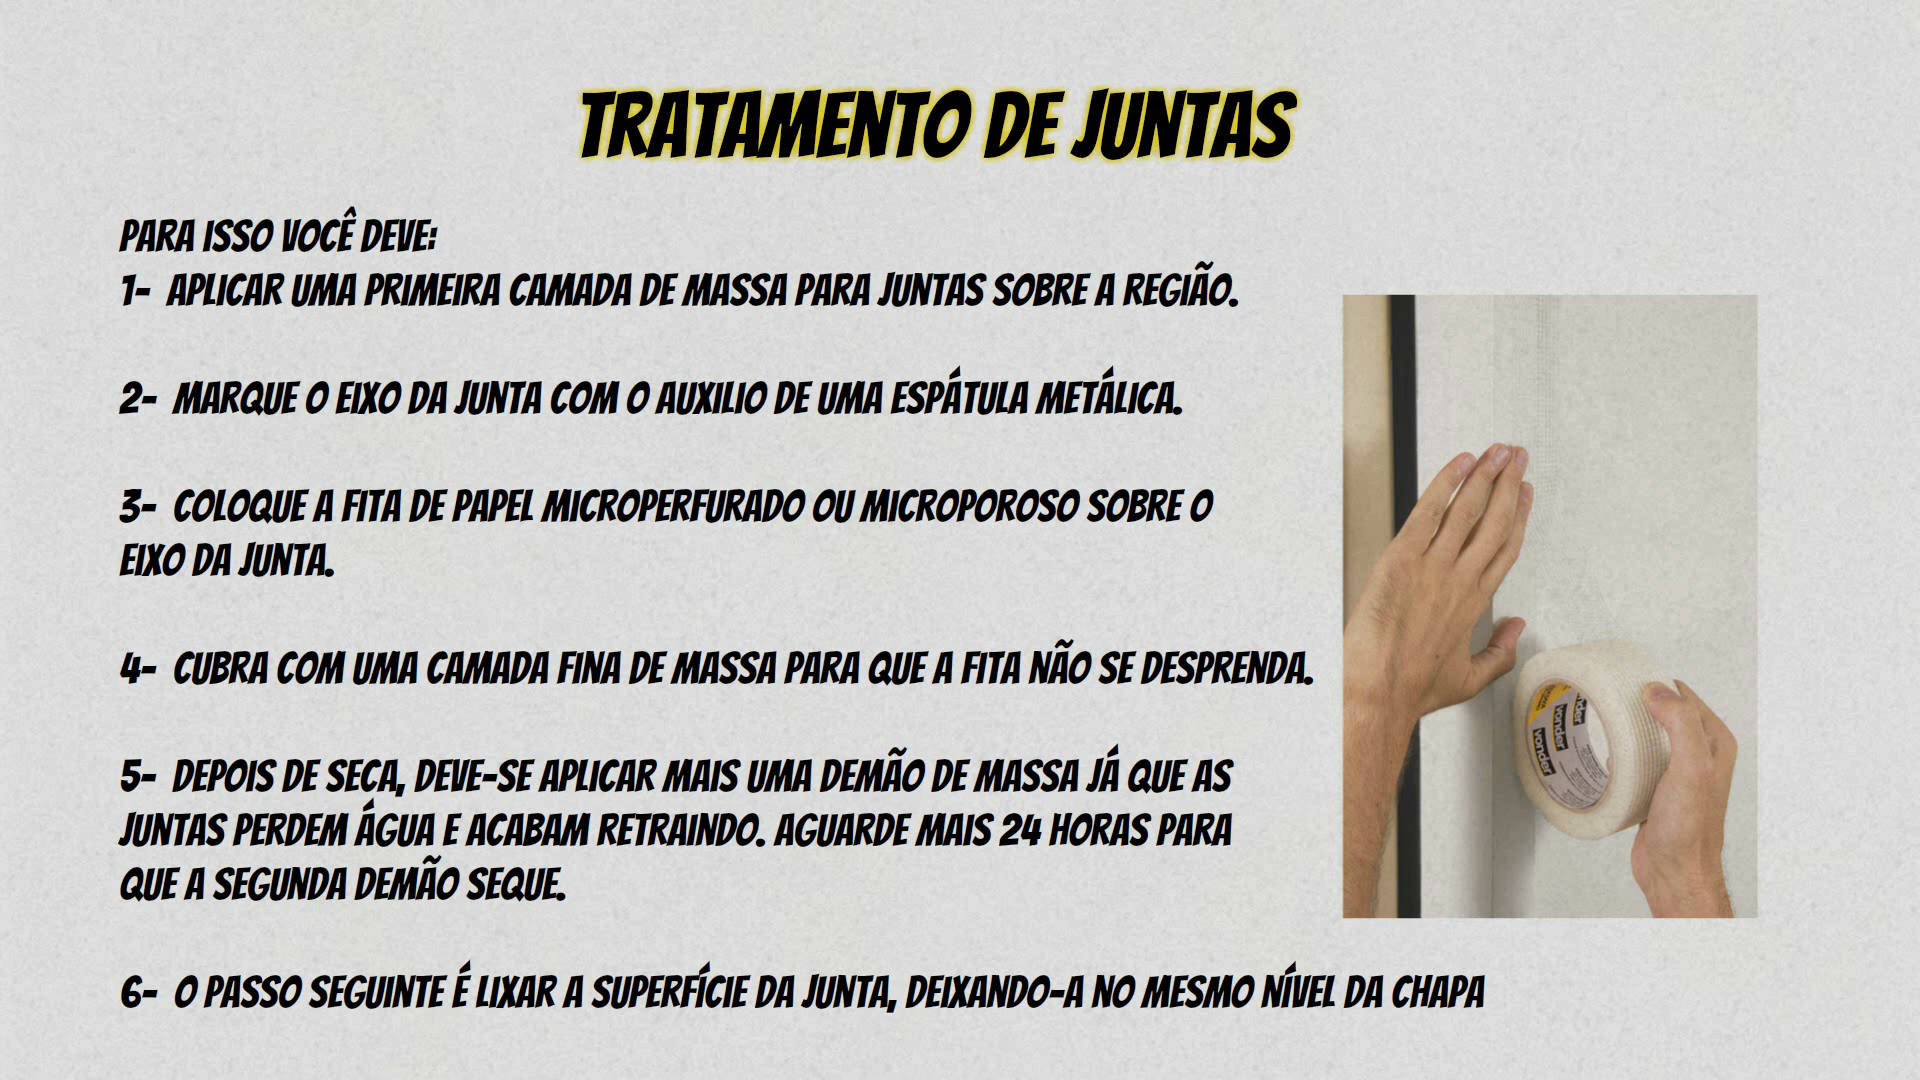 TRATAMENTO DE JUNTAS
PARA ISSO VOCÊ DEVE:
1- APLICAR UMA PRIMEIRA CAMADA DE MASSA PARA JUNTAS SOBRE A REGIÃO.
2- MARQUE O EIXO DA JUNTA COM O AUXILIO DE UMA ESPÁTULA METÁLICA.
3- COLOQUE A FITA DE PAPEL MICROPERFURADO OU MICROPOROSO SOBRE O
EIXO DA JUNTA.
4- CUBRA COM UMA CAMADA FINA DE MASSA PARA QUE A FITA NÃO SE DESPRENDA.
5- DEPOIS DE SECA, DEVE-SE APLICAR MAIS UMA DEMÃO DE MASSA JÁ QUE AS
JUNTAS PERDEM ÁGUA E ACABAM RETRAINDO. AGUARDE MAIS 24 HORAS PARA
QUE A SEGUNDA DEMÃO SEQUE.
6- O PASSO SEGUINTE É LIXAR A SUPERFÍCIE DA JUNTA, DEIXANDO-A NO MESMO NÍVEL DA CHAPA
vonder
vonder